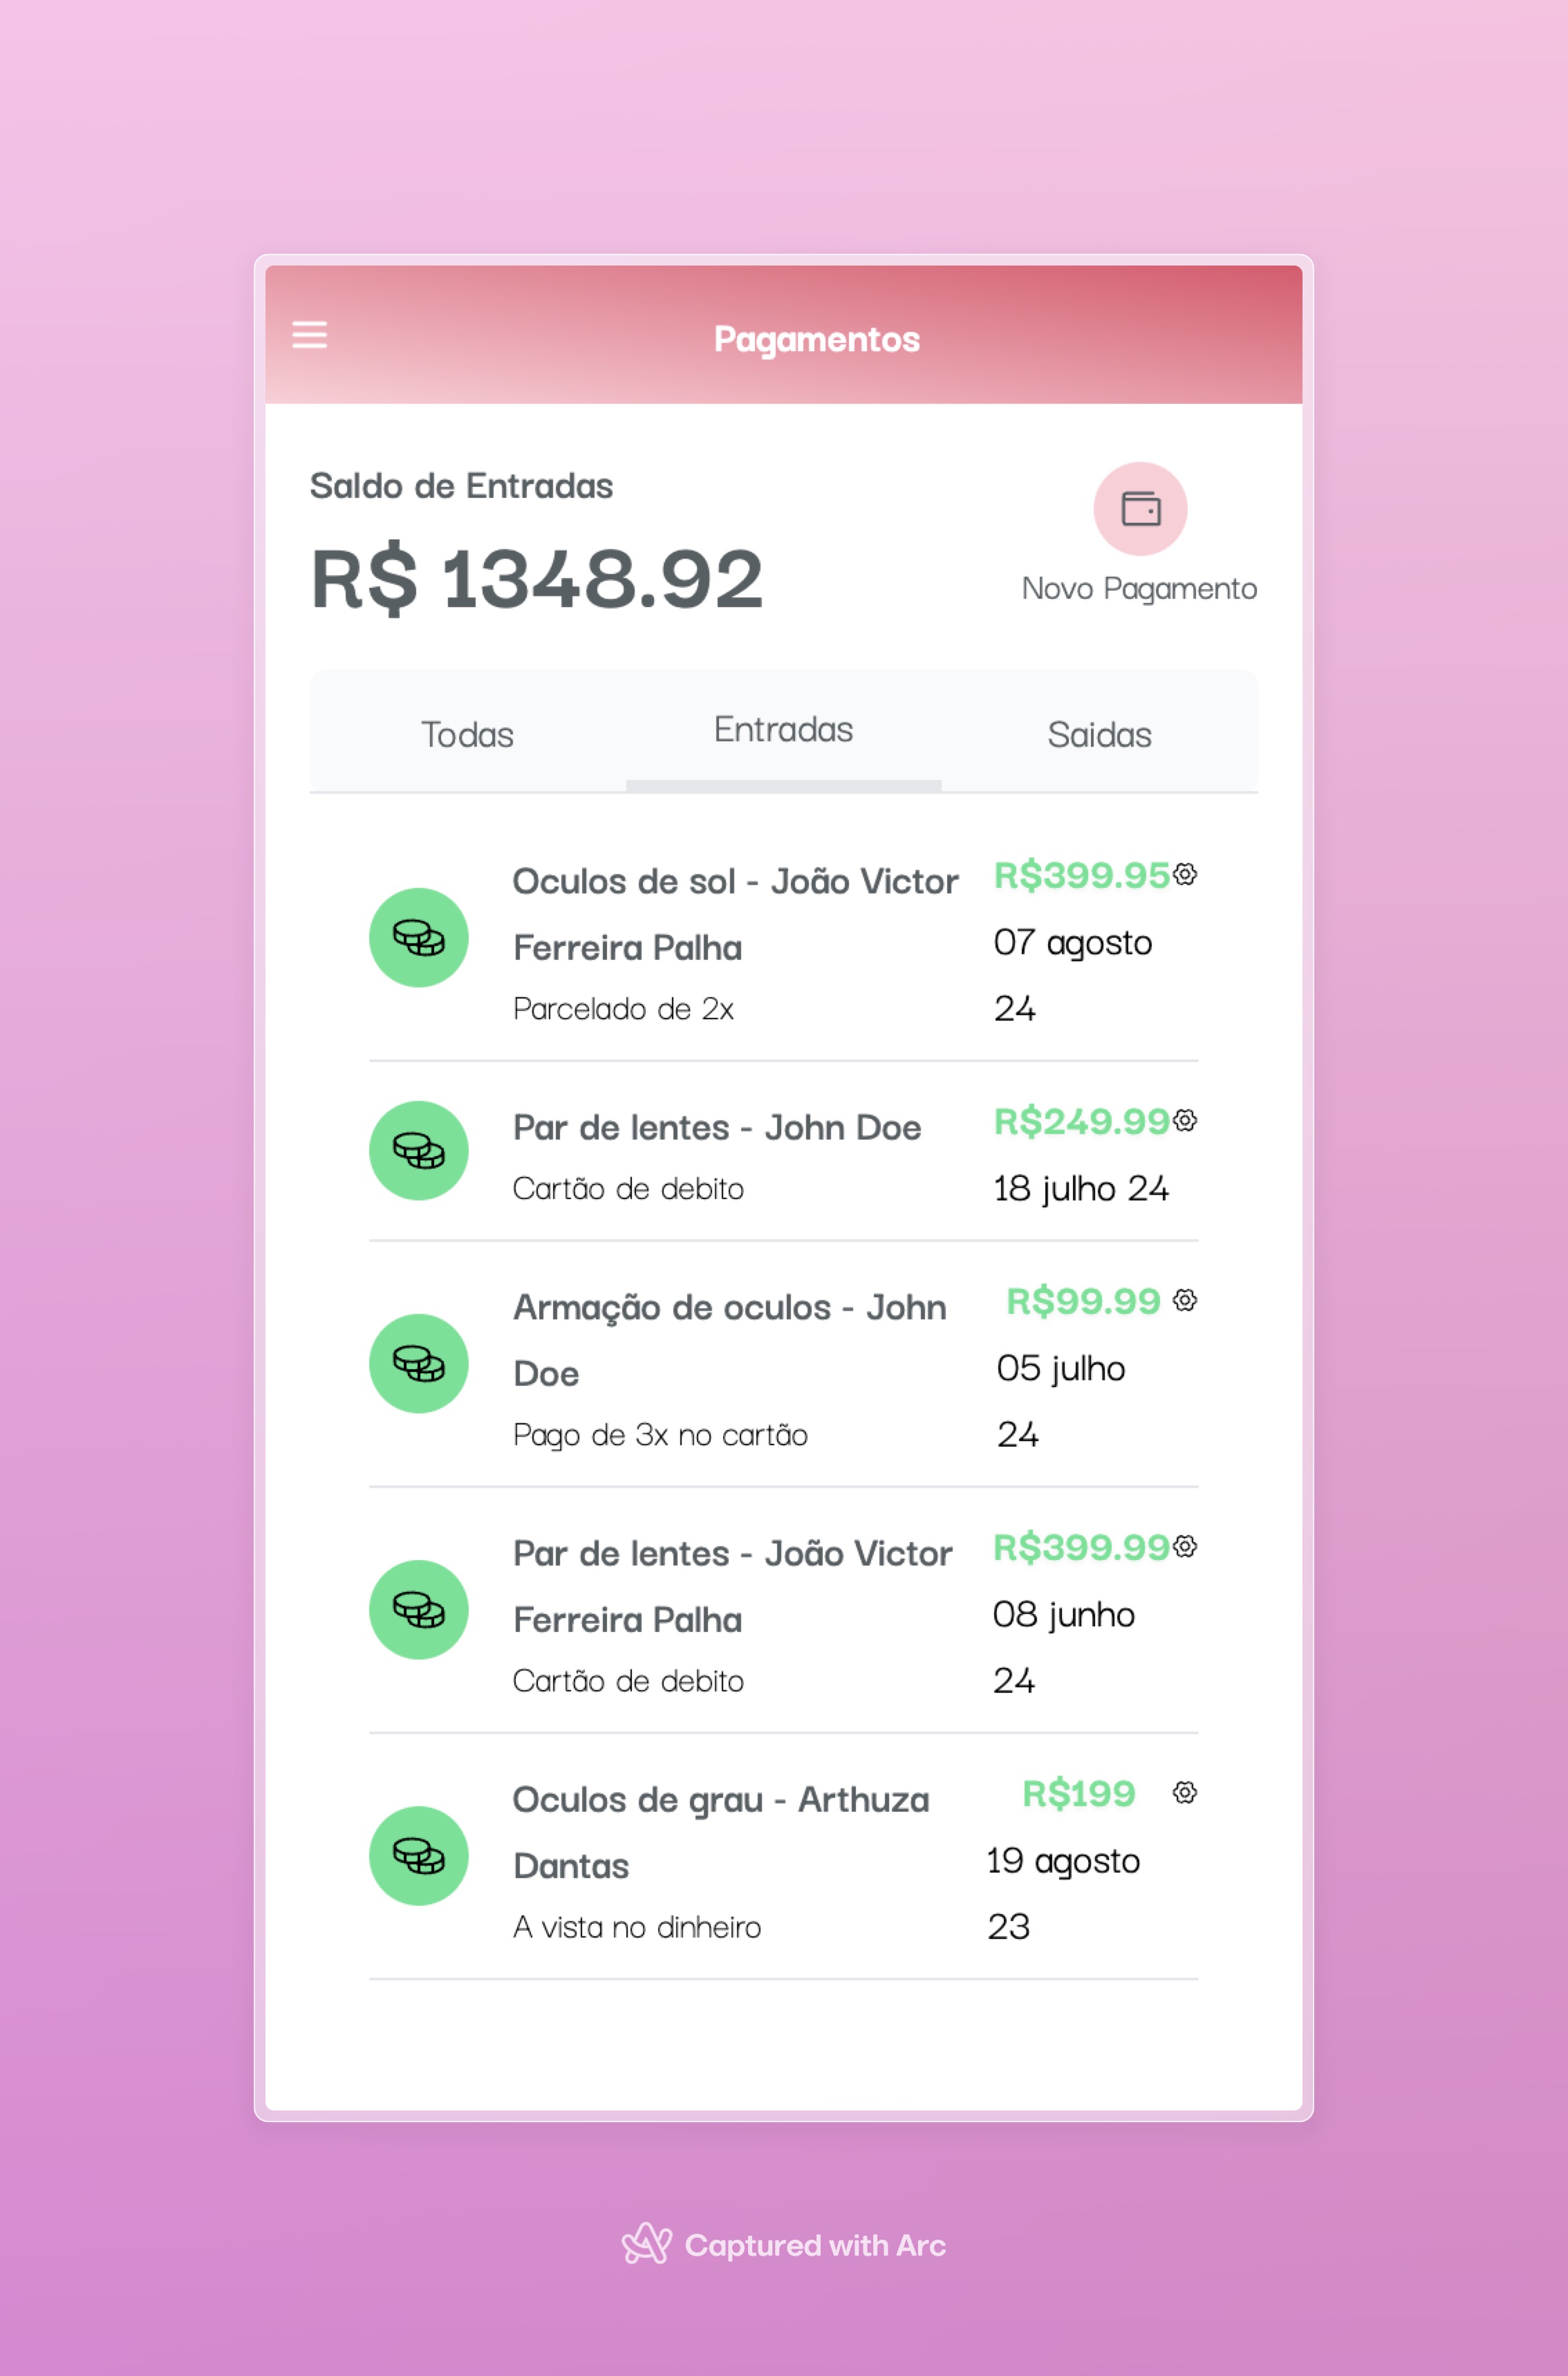 Pagamentos
Saldo de Entradas
R$ 1348.92
Novo Pagamento
Todas
Entradas
Saidas
Oculos de sol - João Victor
Ferreira Palha
Parcelado de 2x
R$399.95
07 agosto
24
Par de lentes - John Doe
Cartão de debito
R$249.99
18 julho 24
Armação de oculos - John
Doe
Pago de 3x no cartão
R$99.99
05 julho
24
Par de lentes - João Victor
Ferreira Palha
Cartão de debito
R$399.99
08 junho
24
Oculos de grau - Arthuza
Dantas
A vista no dinheiro
R$199
19 agosto
23
Captured with Arc